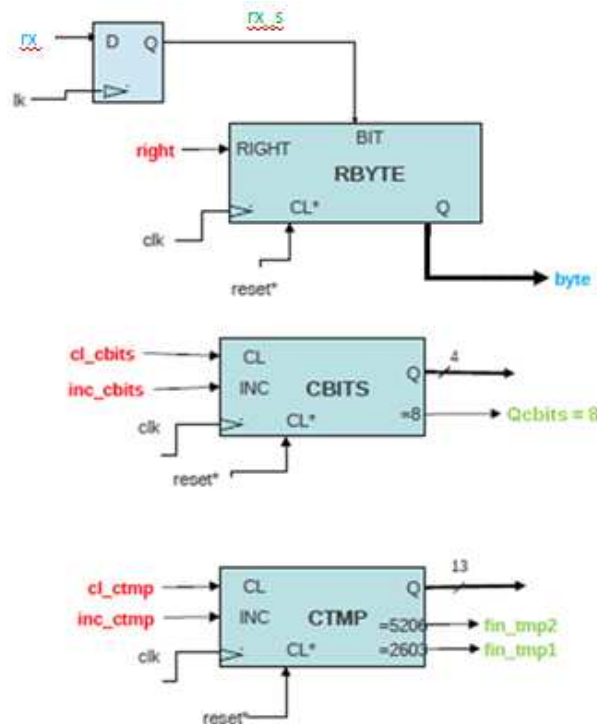 rx_s
rx
D Q
lk
BIT
right RIGHT
RBYTE
CL* Q
clk
byte
reset*
cl_cbits CL 4
Q
inc_cbits INC CBITS
=8 Qcbits = 8
clk CL*
reset*
13
cl_ctmp CL Q
inc_ctmp INC CTMP =5206 fin_tmp2
clk CL* =2603 fin_tmp1
reset*